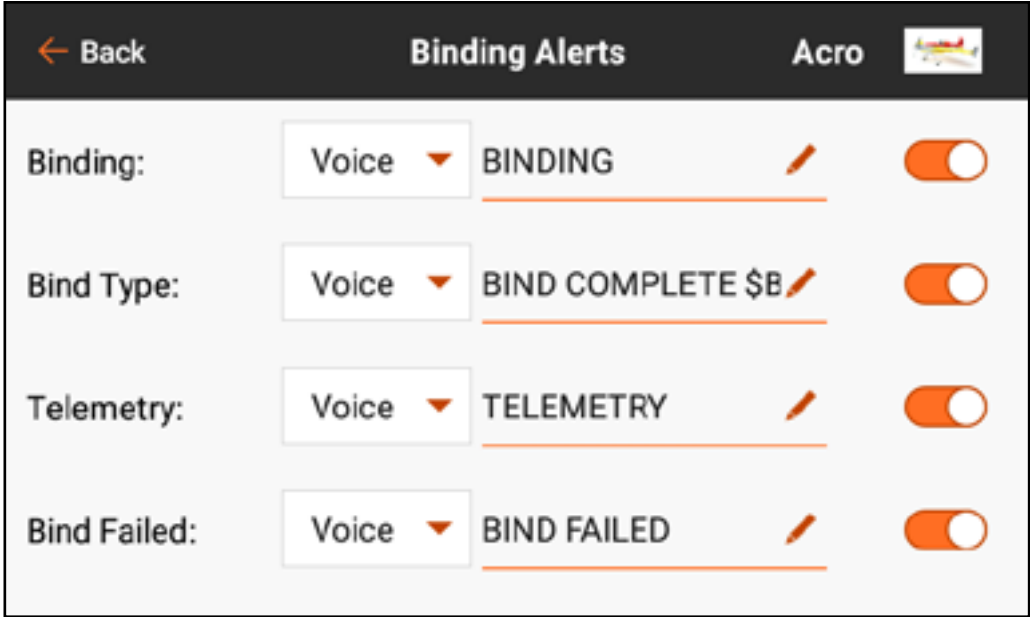 Back Binding Alerts Acro
Binding: Voice BINDING
Bind Type: Voice BIND COMPLETE $B
Telemetry: Voice TELEMETRY
Bind Failed: Voice BIND FAILED